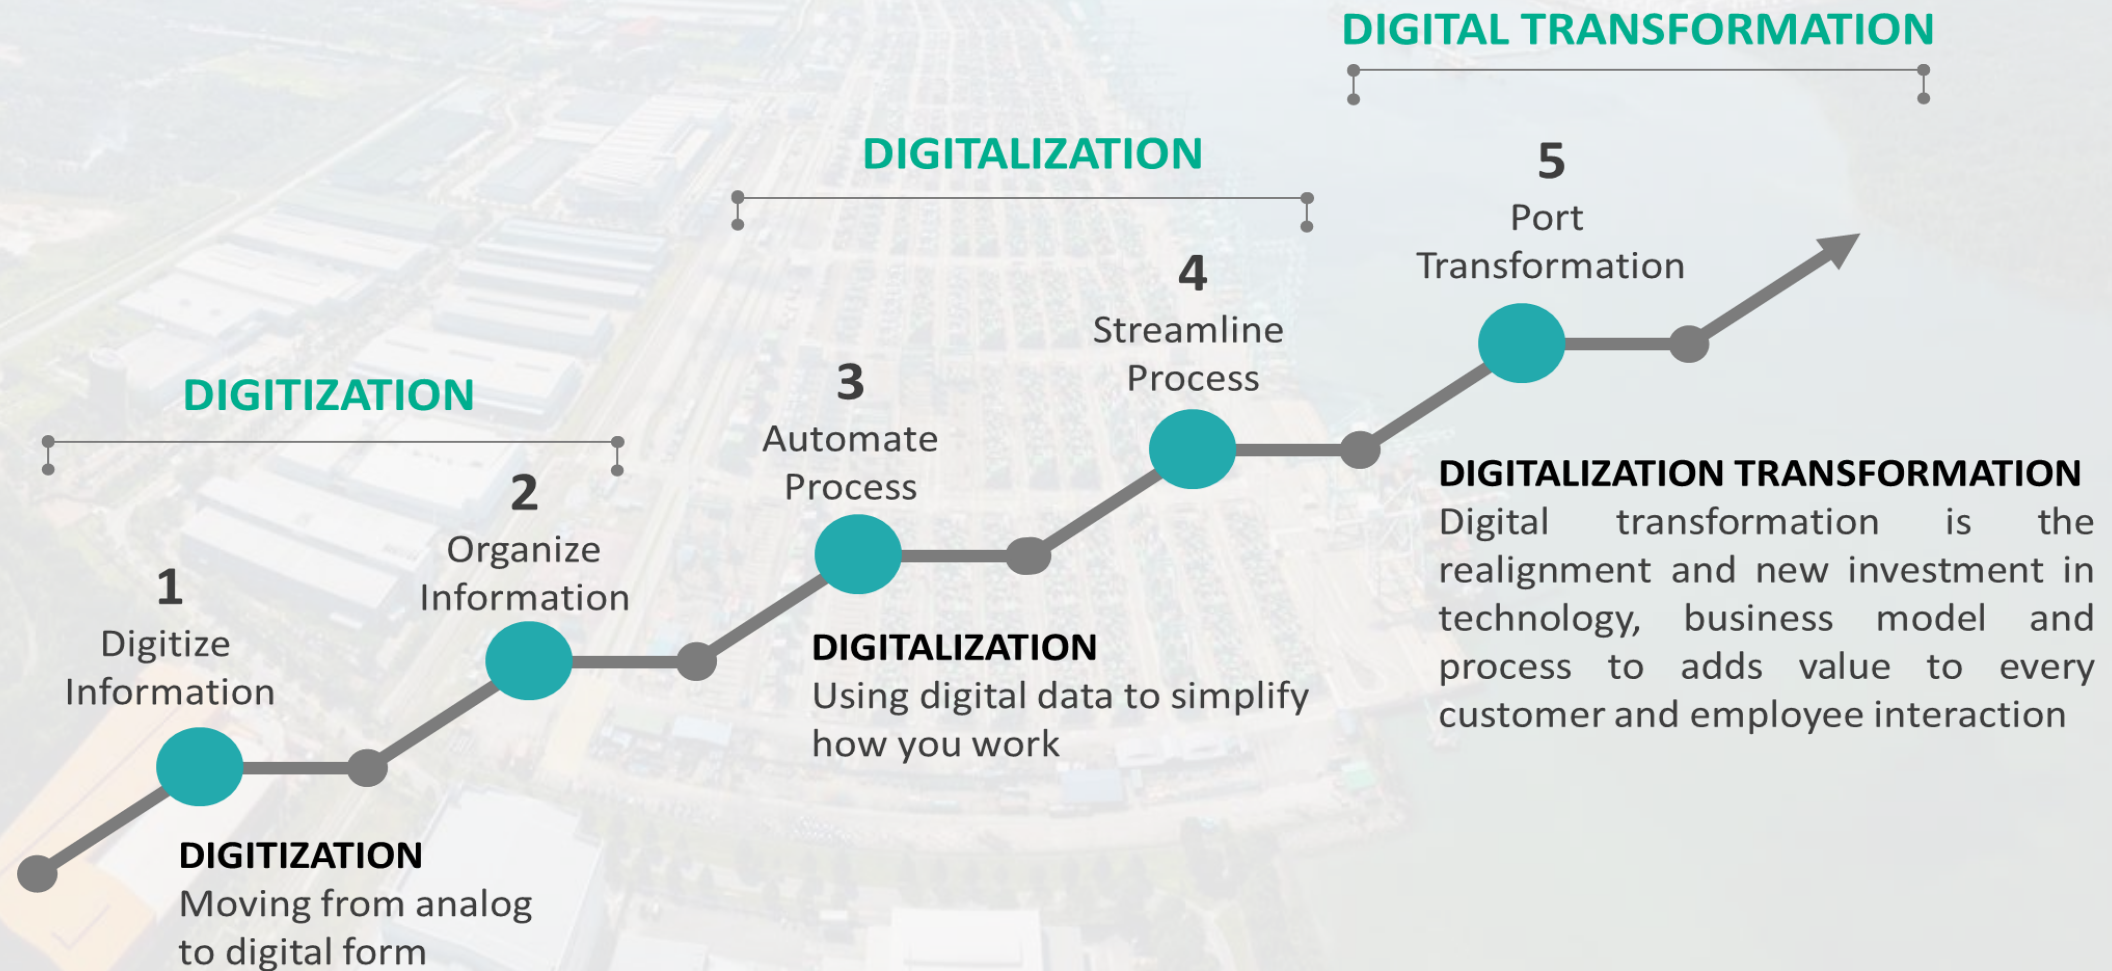 DIGITAL TRANSFORMATION
DIGITALIZATION
DIGITIZATION
1
Digitize
Information
2
Organize
Information
3
Automate
Process
4
Streamline
Process
5
Port
Transformation
DIGITIZATION
Moving from analog
to digital form
DIGITALIZATION
Using digital data to simplify
how you work
DIGITALIZATION TRANSFORMATION
Digital transformation is the
realignment and new investment in
technology, business model and
process to adds value to every
customer and employee interaction